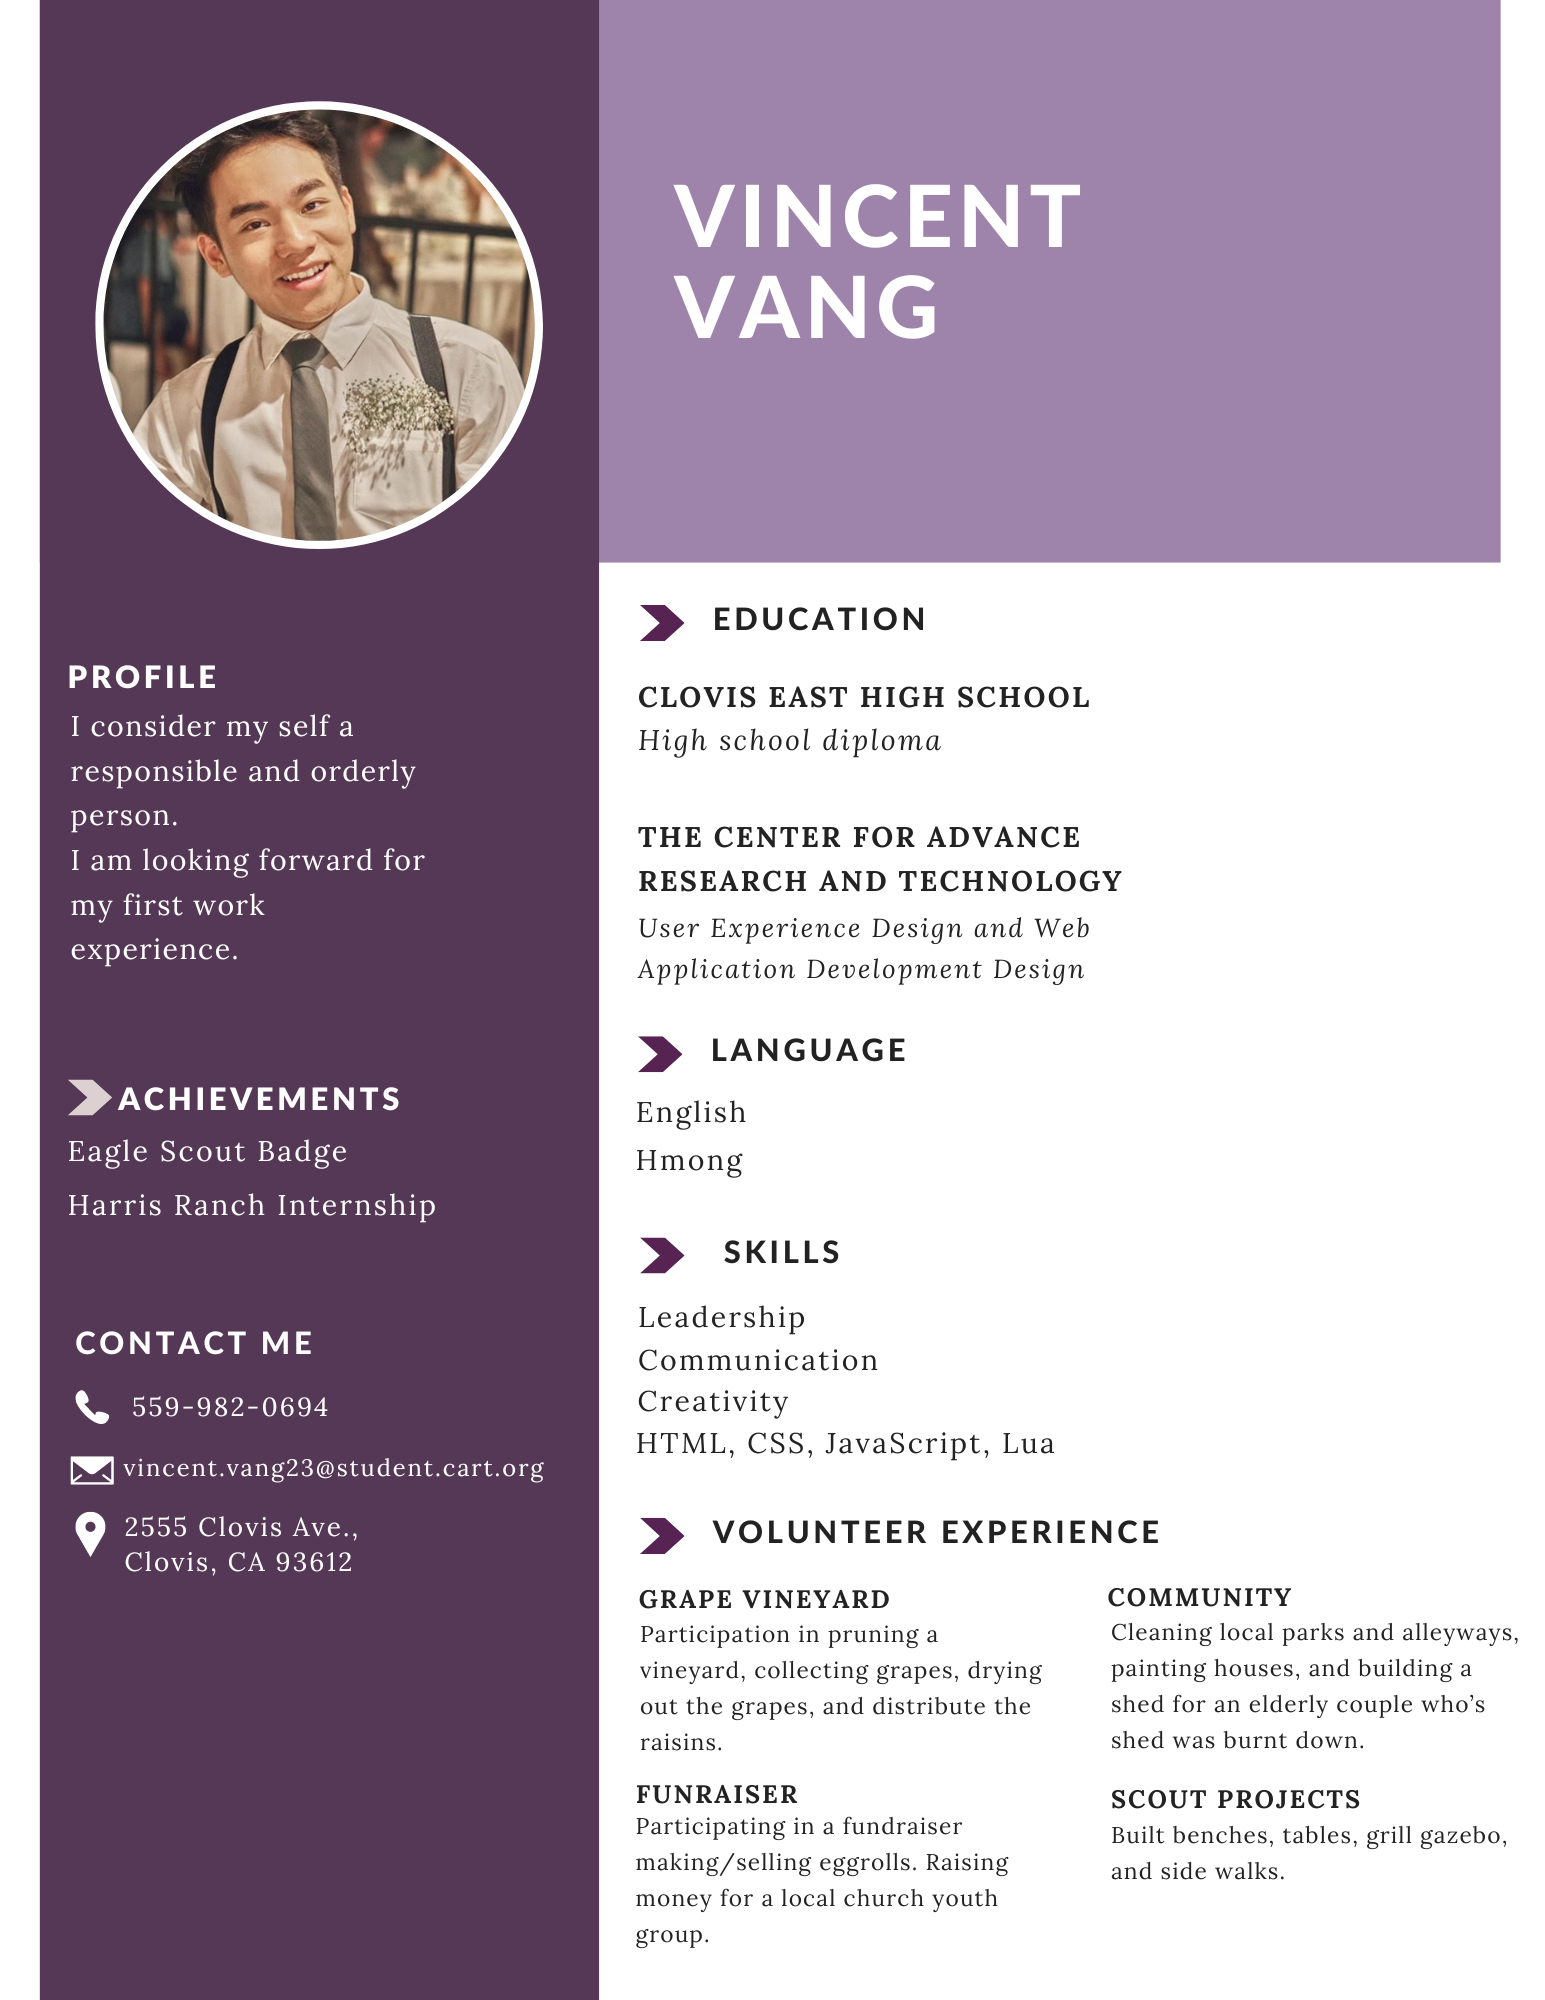 VINCENT
VANG
PROFILE
I consider my self a
responsible and orderly
person.
I am looking forward for
my first work
experience.
ACHIEVEMENTS
Eagle Scout Badge
Harris Ranch Internship
CONTACT ME
559-982-0694
vincent.vang23@student.cart.org
2555 Clovis Ave.,
Clovis, CA 93612
EDUCATION
CLOVIS EAST HIGH SCHOOL
High school diploma
THE CENTER FOR ADVANCE
RESEARCH AND TECHNOLOGY
User Experience Design and Web
Application Development Design
LANGUAGE
English
Hmong
SKILLS
Leadership
Communication
Creativity
HTML, CSS, JavaScript, Lua
VOLUNTEER EXPERIENCE
GRAPE VINEYARD
Participation in pruning a
vineyard, collecting grapes, drying
out the grapes, and distribute the
raisins.
FUNRAISER
Participating in a fundraiser
making/selling eggrolls. Raising
money for a local church youth
group.
COMMUNITY
Cleaning local parks and alleyways,
painting houses, and building a
shed for an elderly couple who’s
shed was burnt down.
SCOUT PROJECTS
Built benches, tables, grill gazebo,
and side walks.